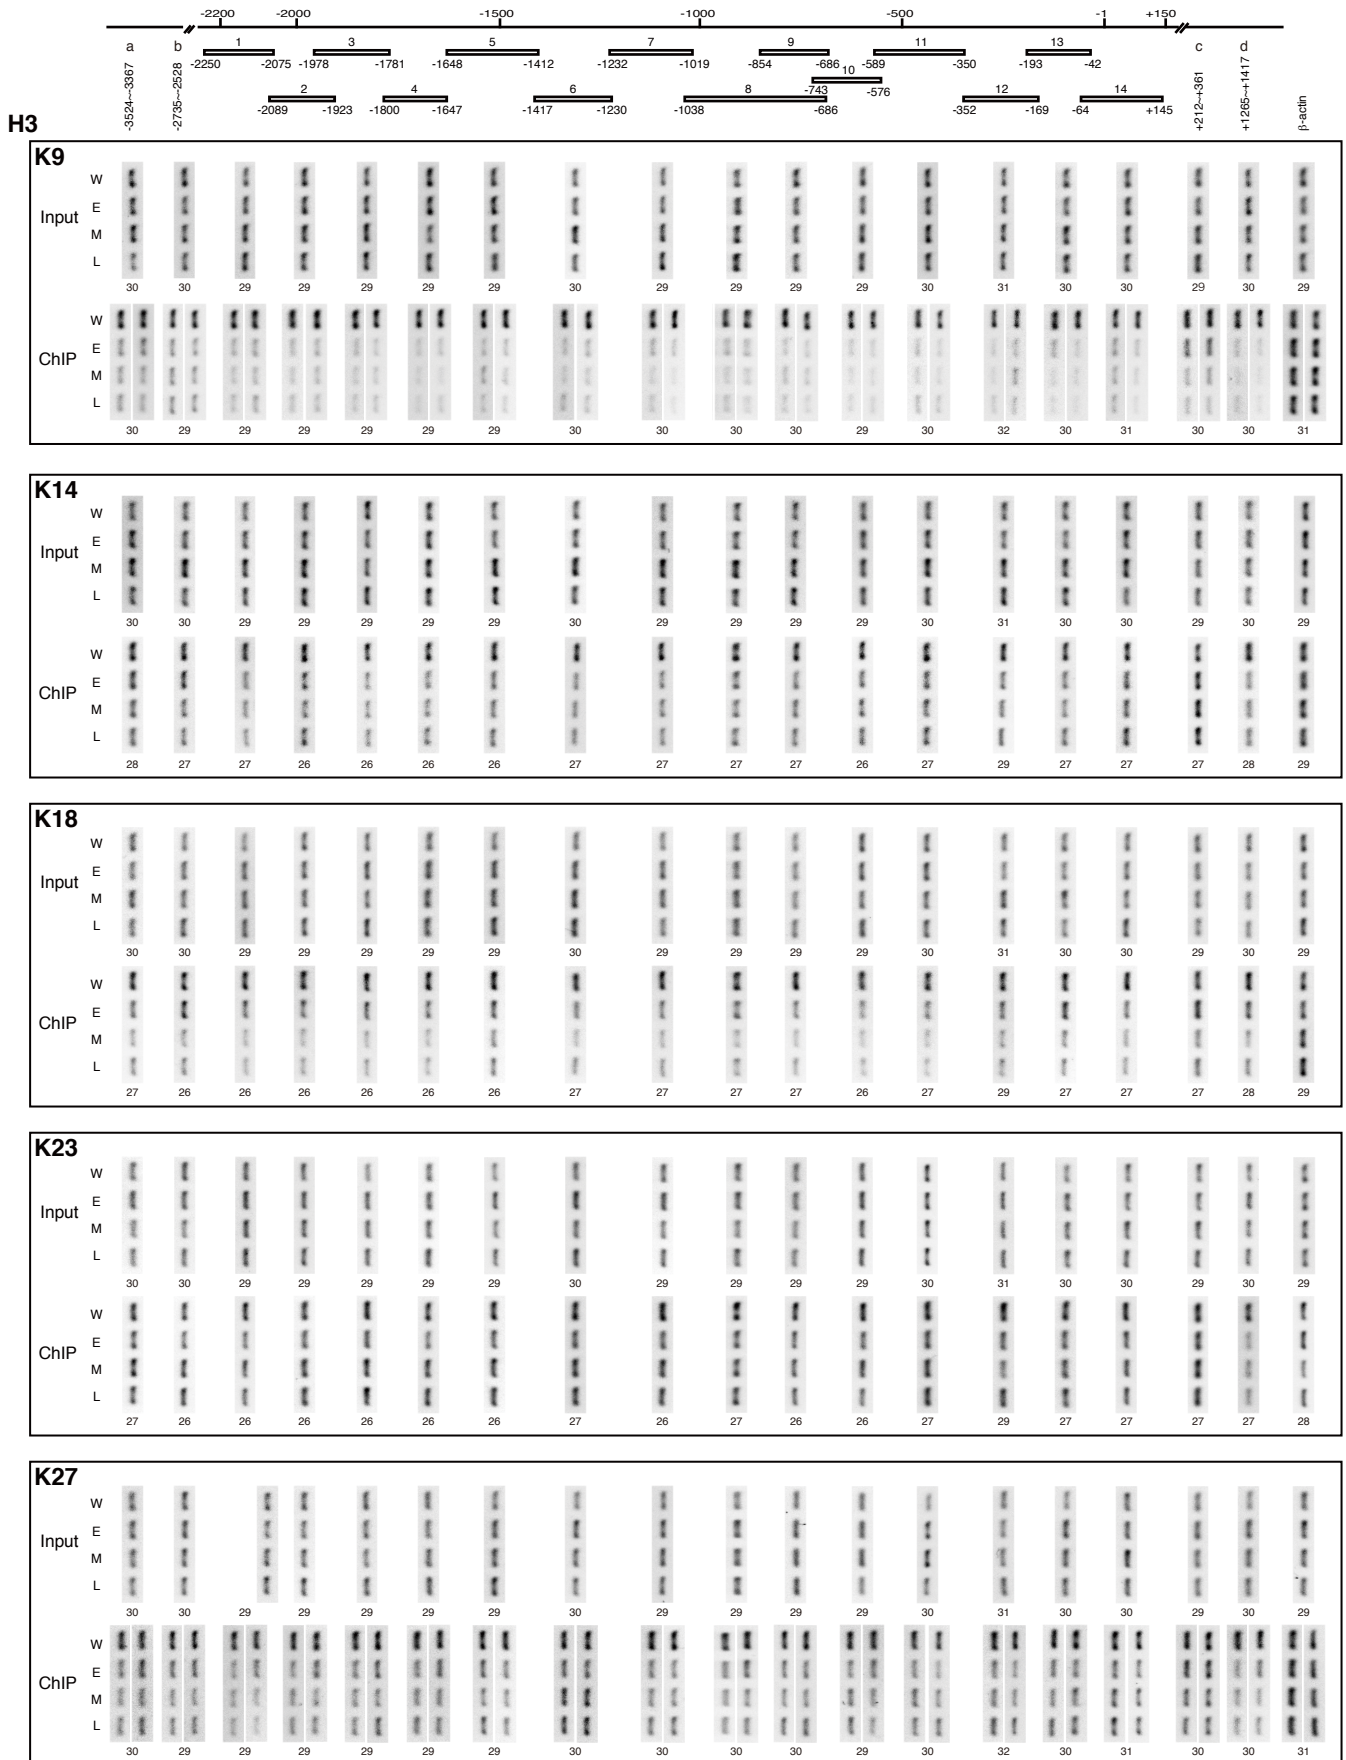 -2200 -2000 -1500 -1000 -500 -1 +150
a b 1 3 5 7 9 11 13 c d
-2250 -2075 -1978 -1781 -1648 -1412 -1232 -1019 -854 -686 -589 -350 -193 -42
10
-743 -576
2 4 6 8 12 14
-2089 -1923 -1800 -1647 -1417 -1230 -1038 -686 -352 -169 -64 +145
-3524~-3367 -2735~-2528 +212~+361 +1265~+1417 β-actin
H3
K9
W
E
Input
M
L
30 30 29 29 29 29 29 30 29 29 29 29 30 31 30 30 29 30 29
W
E
ChIP
M
L
30 29 29 29 29 29 29 30 30 30 30 29 30 32 30 31 30 30 31
K14
W
E
Input
M
L
30 30 29 29 29 29 29 30 29 29 29 29 30 31 30 30 29 30 29
W
E
ChIP
M
L
28 27 27 26 26 26 26 27 27 27 27 26 27 29 27 27 27 28 29
K18
W
E
Input
M
L
30 30 29 29 29 29 29 30 29 29 29 29 30 31 30 30 29 30 29
W
E
ChIP
M
L
27 26 26 26 26 26 26 27 27 27 27 26 27 29 27 27 27 28 29
K23
W
E
Input
M
L
30 30 29 29 29 29 29 30 29 29 29 29 30 31 30 30 29 30 29
W
E
ChIP
M
L
27 26 26 26 26 26 26 27 26 27 26 26 27 29 27 27 27 27 28
K27
W
E
Input
M
L
30 30 29 29 29 29 29 30 29 29 29 29 30 31 30 30 29 30 29
W
E
ChIP
M
L
30 29 29 29 29 29 29 30 30 30 30 29 30 32 30 31 30 30 31